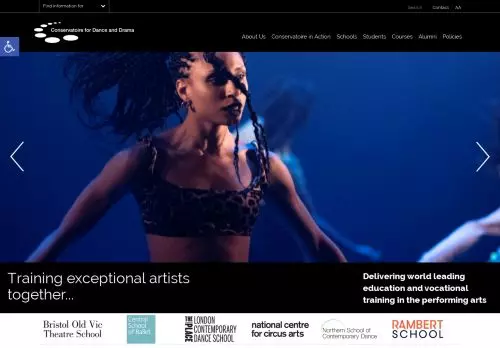 Find information for
Search
Contact
AA
Conservatoire for Dance and Drama
About Us
Conservatoire in Action
Schools
Students
Courses
Alumni
Policies
Training exceptional artists
together...
Delivering world leading
education and vocational
training in the performing arts
Bristol Old Vic
Theatre School
Central
School
of Ballet
THE PLACE
LONDON
CONTEMPORARY
DANCE SCHOOL
national centre
for circus arts
Northern School of
Contemporary Dance
RAMBERT
SCHOOL